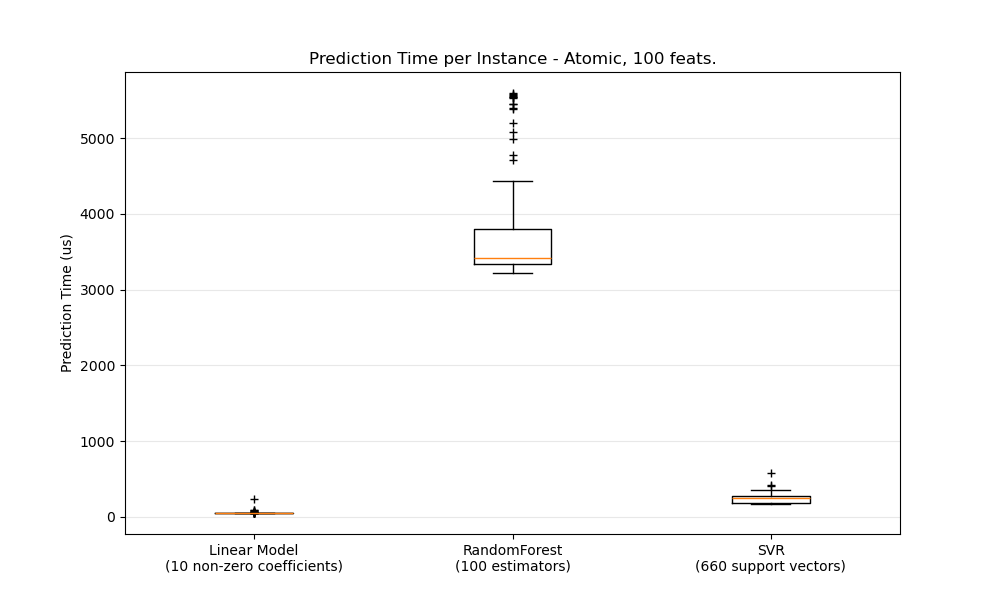 Prediction Time per Instance - Atomic, 100 feats.
Prediction Time (us)
5000
4000
3000
2000
1000
0
Linear Model
(10 non-zero coefficients)
RandomForest
(100 estimators)
SVR
(660 support vectors)